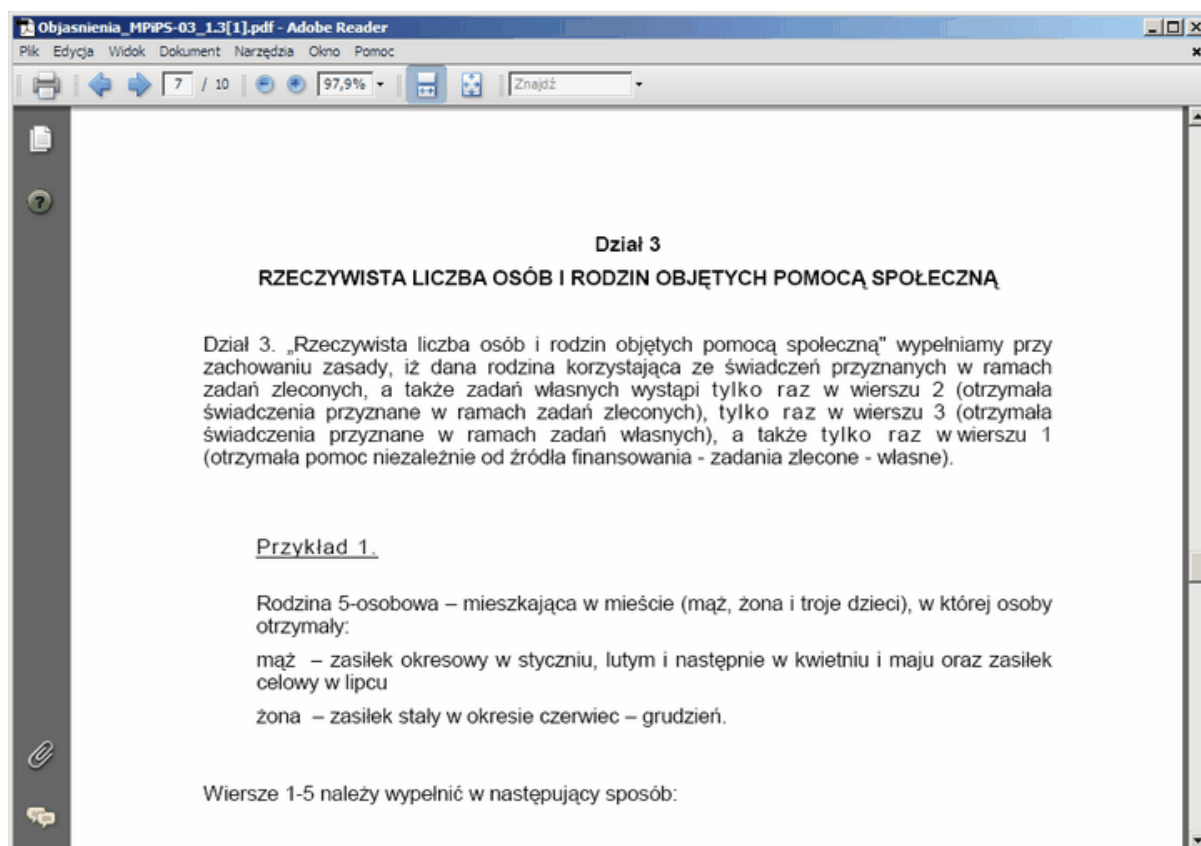 Objasnienia_MPiPS-03_1.3[1].pdf - Adobe Reader
Plik Edycja Widok Dokument Narzędzia Okno Pomoc
7 / 10 97,9% Znajdź
Dział 3
RZECZYWISTA LICZBA OSÓB I RODZIN OBJĘTYCH POMOCĄ SPOŁECZNĄ
Dział 3. „Rzeczywista liczba osób i rodzin objętych pomocą społeczną" wypełniamy przy
zachowaniu zasady, iż dana rodzina korzystająca ze świadczeń przyznanych w ramach
zadań zleconych, a także zadań własnych wystąpi tylko raz w wierszu 2 (otrzymała
świadczenia przyznane w ramach zadań zleconych), tylko raz w wierszu 3 (otrzymała
świadczenia przyznane w ramach zadań własnych), a także tylko raz w wierszu 1
(otrzymała pomoc niezależnie od źródła finansowania - zadania zlecone - własne).
Przykład 1.
Rodzina 5-osobowa – mieszkająca w mieście (mąż, żona i troje dzieci), w której osoby
otrzymały:
mąż – zasiłek okresowy w styczniu, lutym i następnie w kwietniu i maju oraz zasiłek
celowy w lipcu
żona – zasiłek stały w okresie czerwiec – grudzień.
Wiersze 1-5 należy wypełnić w następujący sposób: